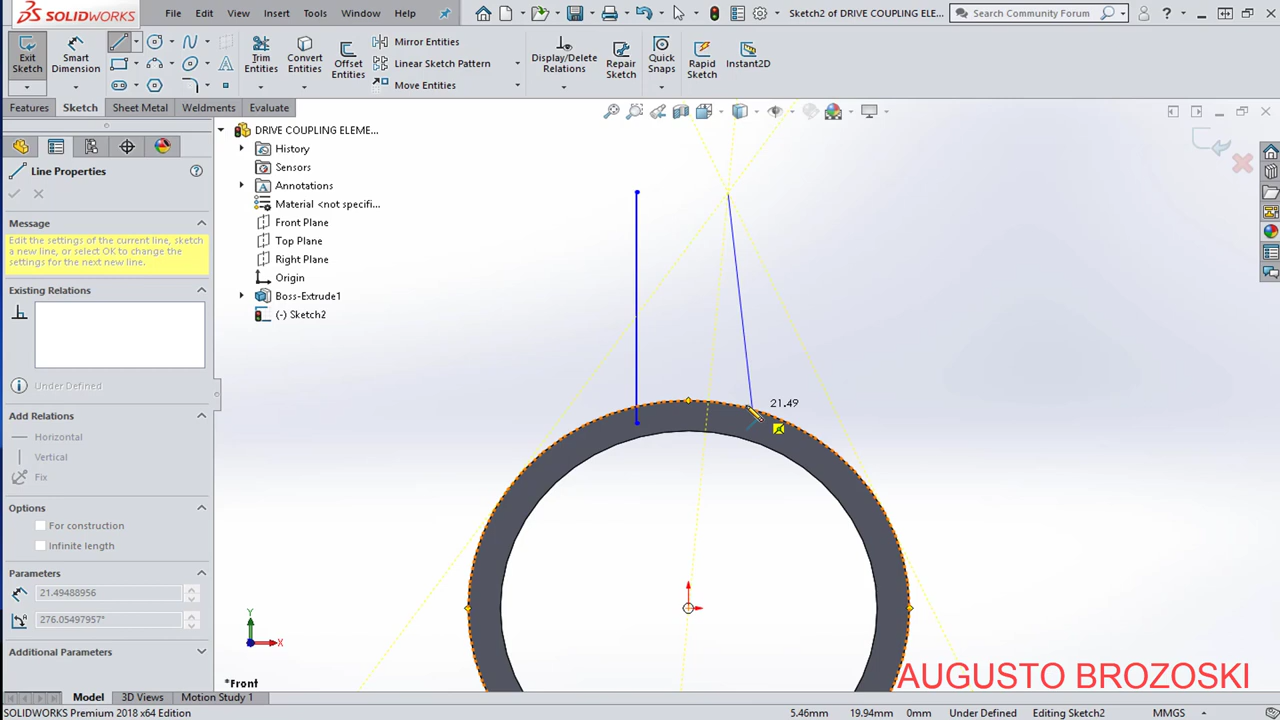 SOLIDWORKS File Edit View Insert Tools Window Help Sketch2 of DRIVE COUPLING ELE... Search Community Forum
Exit Sketch Smart Dimension Trim Entities Convert Entities Offset Entities Mirror Entities Linear Sketch Pattern Move Entities Display/Delete Relations Repair Sketch Quick Snaps Rapid Sketch Instant2D
Features Sketch Sheet Metal Weldments Evaluate
DRIVE COUPLING ELEME...
History
Sensors
Annotations
Material <not specifi...
Front Plane
Top Plane
Right Plane
Origin
Boss-Extrude1
(-) Sketch2
Line Properties
Message
Edit the settings of the current line, sketch
a new line, or select OK to change the
settings for the next new line.
Existing Relations
Under Defined
Add Relations
Horizontal
Vertical
Fix
Options
For construction
Infinite length
Parameters
21.49488956
276.05497957°
Additional Parameters
21.49
Y
X
*Front
AUGUSTO BROZOSKI
Model 3D Views Motion Study 1
SOLIDWORKS Premium 2018 x64 Edition 5.46mm 19.94mm 0mm Under Defined Editing Sketch2 MMGS